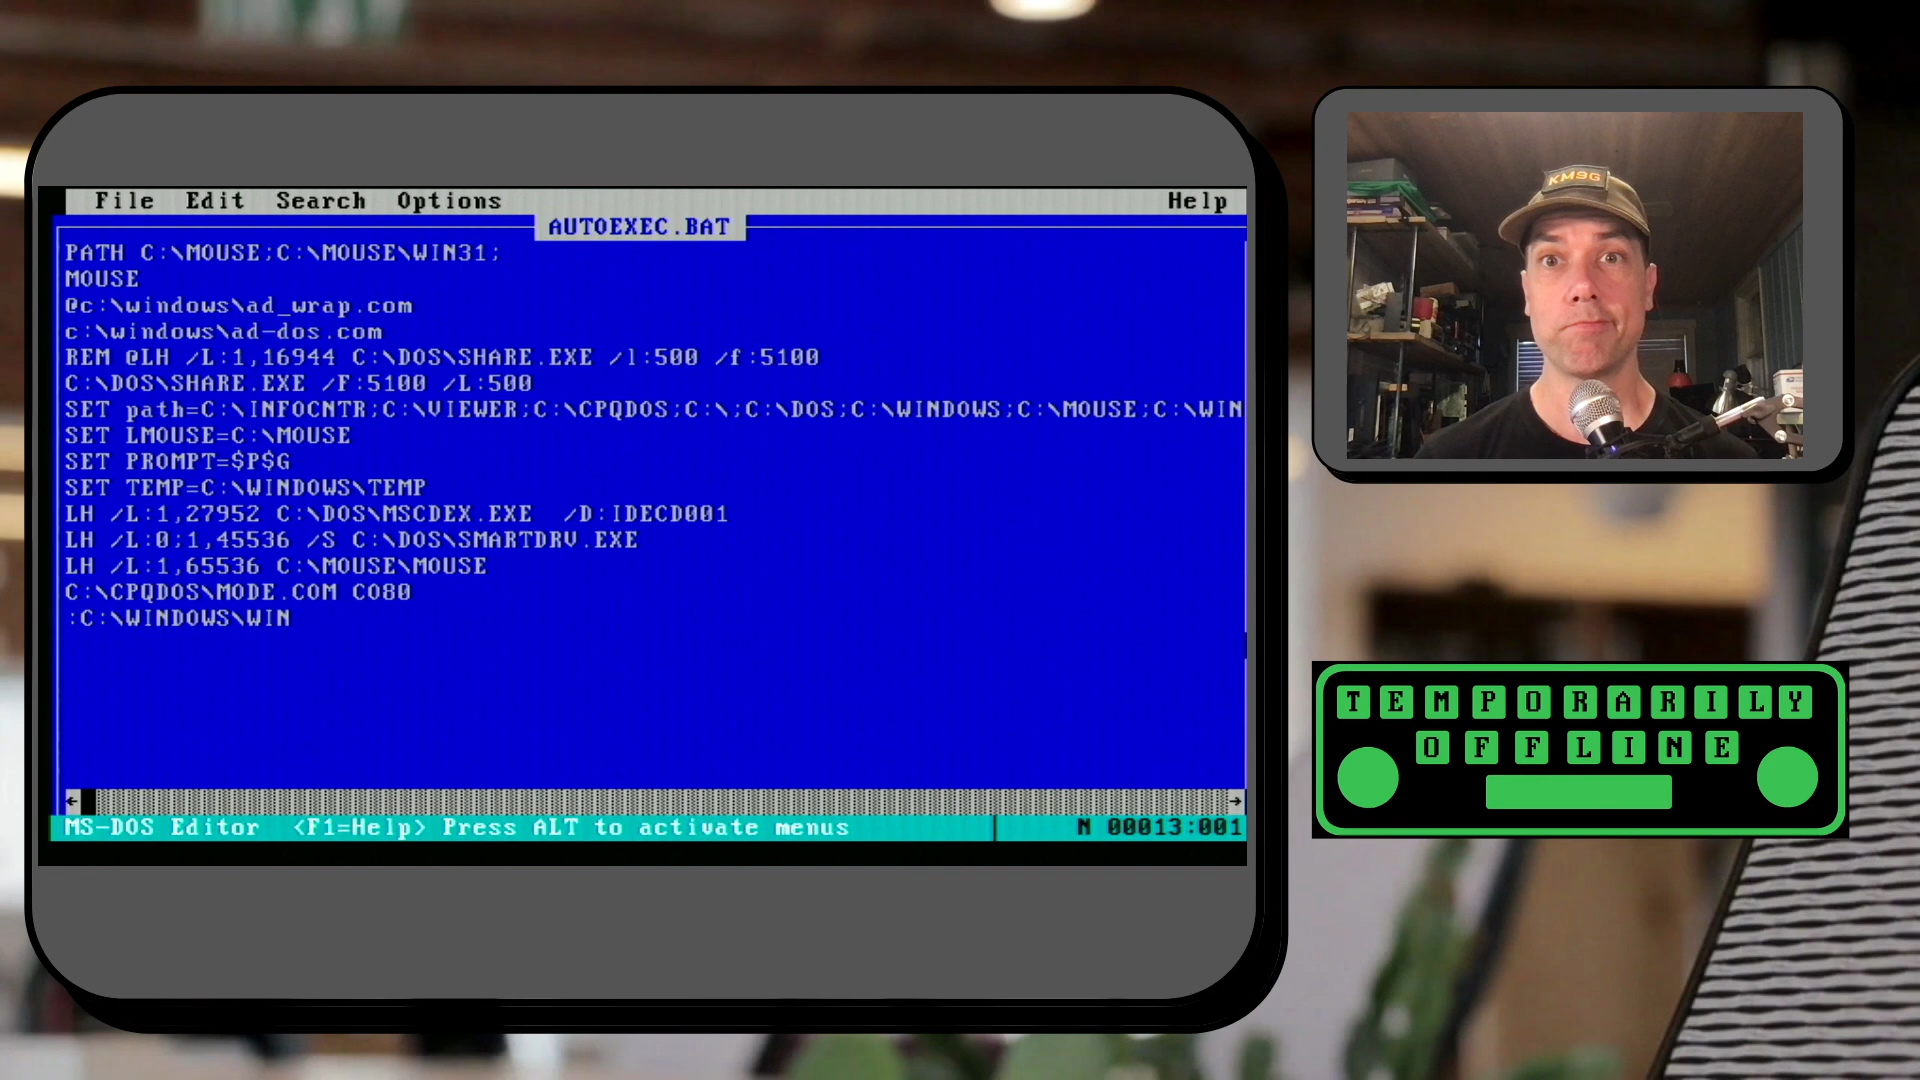 File Edit Search Options Help
AUTOEXEC.BAT
PATH C:\MOUSE;C:\MOUSE\WIN31;
MOUSE
@c:\windows\ad_wrap.com
c:\windows\ad-dos.com
REM @LH /L:1,16944 C:\DOS\SHARE.EXE /l:500 /f:5100
C:\DOS\SHARE.EXE /F:5100 /L:500
SET path=C:\INFOCNTR;C:\VIEWER;C:\CPQDOS;C:\;C:\DOS;C:\WINDOWS;C:\MOUSE;C:\WIN
SET LMOUSE=C:\MOUSE
SET PROMPT=$P$G
SET TEMP=C:\WINDOWS\TEMP
LH /L:1,27952 C:\DOS\MSCDEX.EXE  /D:IDECD001
LH /L:0;1,45536 /S C:\DOS\SMARTDRV.EXE
LH /L:1,65536 C:\MOUSE\MOUSE
C:\CPQDOS\MODE.COM CO80
:C:\WINDOWS\WIN
MS-DOS Editor <F1=Help> Press ALT to activate menus N 00013:001
KM9G
TEMPORARILY
OFFLINE